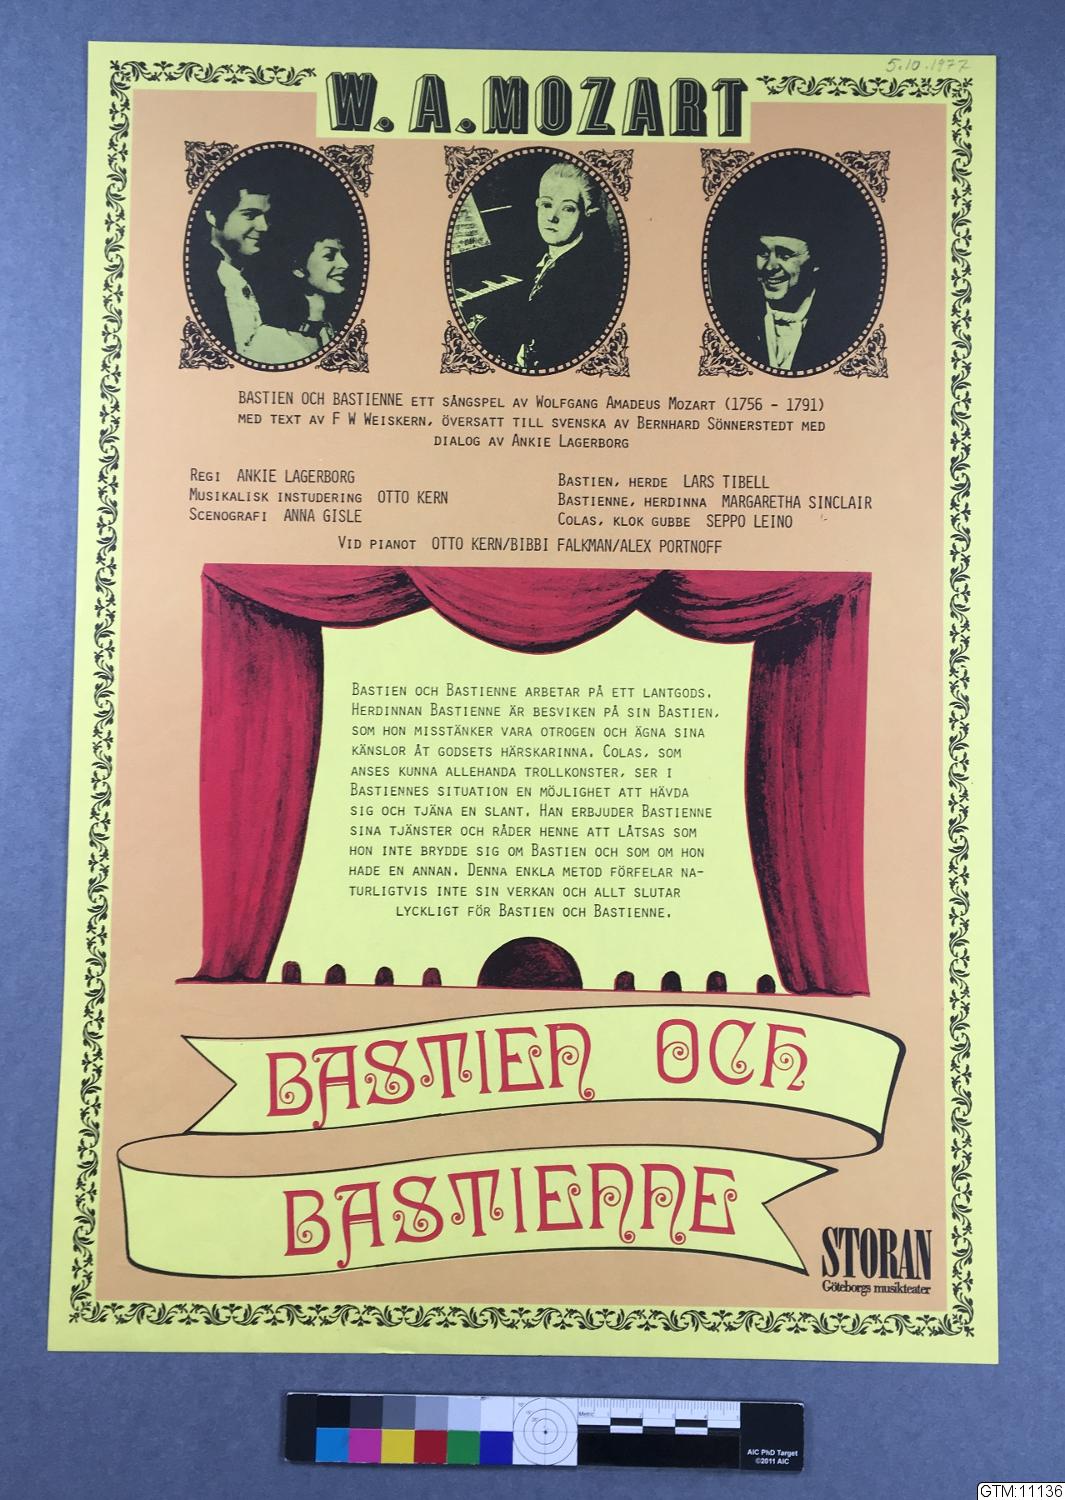 5.10.1977
W. A. MOZART
BASTIEN OCH BASTIENNE ETT SÅNGSPEL AV WOLFGANG AMADEUS MOZART (1756 - 1791)
MED TEXT AV F W WEISKERN, ÖVERSATT TILL SVENSKA AV BERNHARD SÖNNERSTEDT MED
DIALOG AV ANKIE LAGERBORG
REGI ANKIE LAGERBORG
MUSIKALISK INSTUDERING OTTO KERN
SCENOGRAFI ANNA GISLE
BASTIEN, HERDE LARS TIBELL
BASTIENNE, HERDINNA MARGARETHA SINCLAIR
COLAS, KLOK GUBBE SEPPO LEINO
VID PIANOT OTTO KERN/BIBBI FALKMAN/ALEX PORTNOFF
BASTIEN OCH BASTIENNE ARBETAR PÅ ETT LANTGODS.
HERDINNAN BASTIENNE ÄR BESVIKEN PÅ SIN BASTIEN,
SOM HON MISSTÄNKER VARA OTROGEN OCH ÄGNA SINA
KÄNSLOR ÅT GODSETS HÄRSKARINNA. COLAS, SOM
ANSES KUNNA ALLEHANDA TROLLKONSTER, SER I
BASTIENNES SITUATION EN MÖJLIGHET ATT HÄVDA
SIG OCH TJÄNA EN SLANT. HAN ERBJUDER BASTIENNE
SINA TJÄNSTER OCH RÅDER HENNE ATT LÅTSAS SOM
HON INTE BRYDDE SIG OM BASTIEN OCH SOM OM HON
HADE EN ANNAN. DENNA ENKLA METOD FÖRFELAR NA-
TURLIGTVIS INTE SIN VERKAN OCH ALLT SLUTAR
LYCKLIGT FÖR BASTIEN OCH BASTIENNE.
BASTIEN OCH
BASTIENNE
STORAN
Göteborgs musikteater
AIC PhD Target
©2011 AIC
GTM:11136